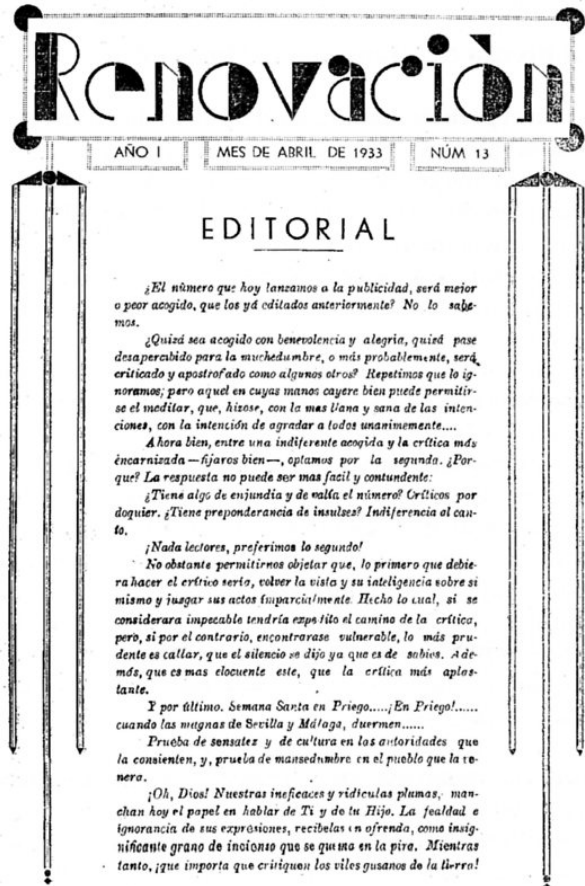 Renovación
AÑO I MES DE ABRIL DE 1933 NÚM 13
EDITORIAL
¿El número que hoy lanzamos a la publicidad, será mejor
o peor acogido, que los yá editados anteriormente? No lo sabe-
mos.
¿Quizá sea acogido con benevolencia y alegria, quizá pase
desapercibido para la muchedumbre, o más probablemente, será
criticado y apostrofado como algunos otros? Repetimos que lo ig-
noramos; pero aquel en cuyas manos cayere bien puede permitir-
se el meditar, que, hizose, con la mas llana y sana de las inten-
ciones, con la intención de agradar a todos unanimemente....
Ahora bien, entre una indiferente acogida y la crítica más
encarnizada —fijaros bien—, optamos por la segunda. ¿Por-
que? La respuesta no puede ser mas facil y contundente:
¿Tiene algo de enjundia y de valía el número? Críticos por
doquier. ¿Tiene preponderancia de insulsez? Indiferencia al can-
to.
¡Nada lectores, preferimos lo segundo!
No obstante permitirnos objetar que, lo primero que debie-
ra hacer el crítico sería, volver la vista y su inteligencia sobre si
mismo y juzgar sus actos imparcialmente. Hecho lo cual, si se
considerara impecable tendría expedito el camino de la crítica,
pero, si por el contrario, encontrarase vulnerable, lo más pru-
dente es callar, que el silencio se dijo ya que es de sabios. Ade-
más, que es mas elocuente este, que la crítica más aplas-
tante.
Y por último. Semana Santa en Priego.....¡En Priego!......
cuando las magnas de Sevilla y Málaga, duermen......
Prueba de sensatez y de cultura en las autoridades que
la consienten, y, prueba de mansedumbre en el pueblo que la ve-
nera.
¡Oh, Dios! Nuestras ineficaces y ridiculas plumas, man-
chan hoy el papel en hablar de Ti y de tu Hijo. La fealdad e
ignorancia de sus expresiones, recibelas en ofrenda, como insig-
nificante grano de incienso que se quema en la pira. Mientras
tanto, ¡que importa que critiquen los viles gusanos de la tierra!